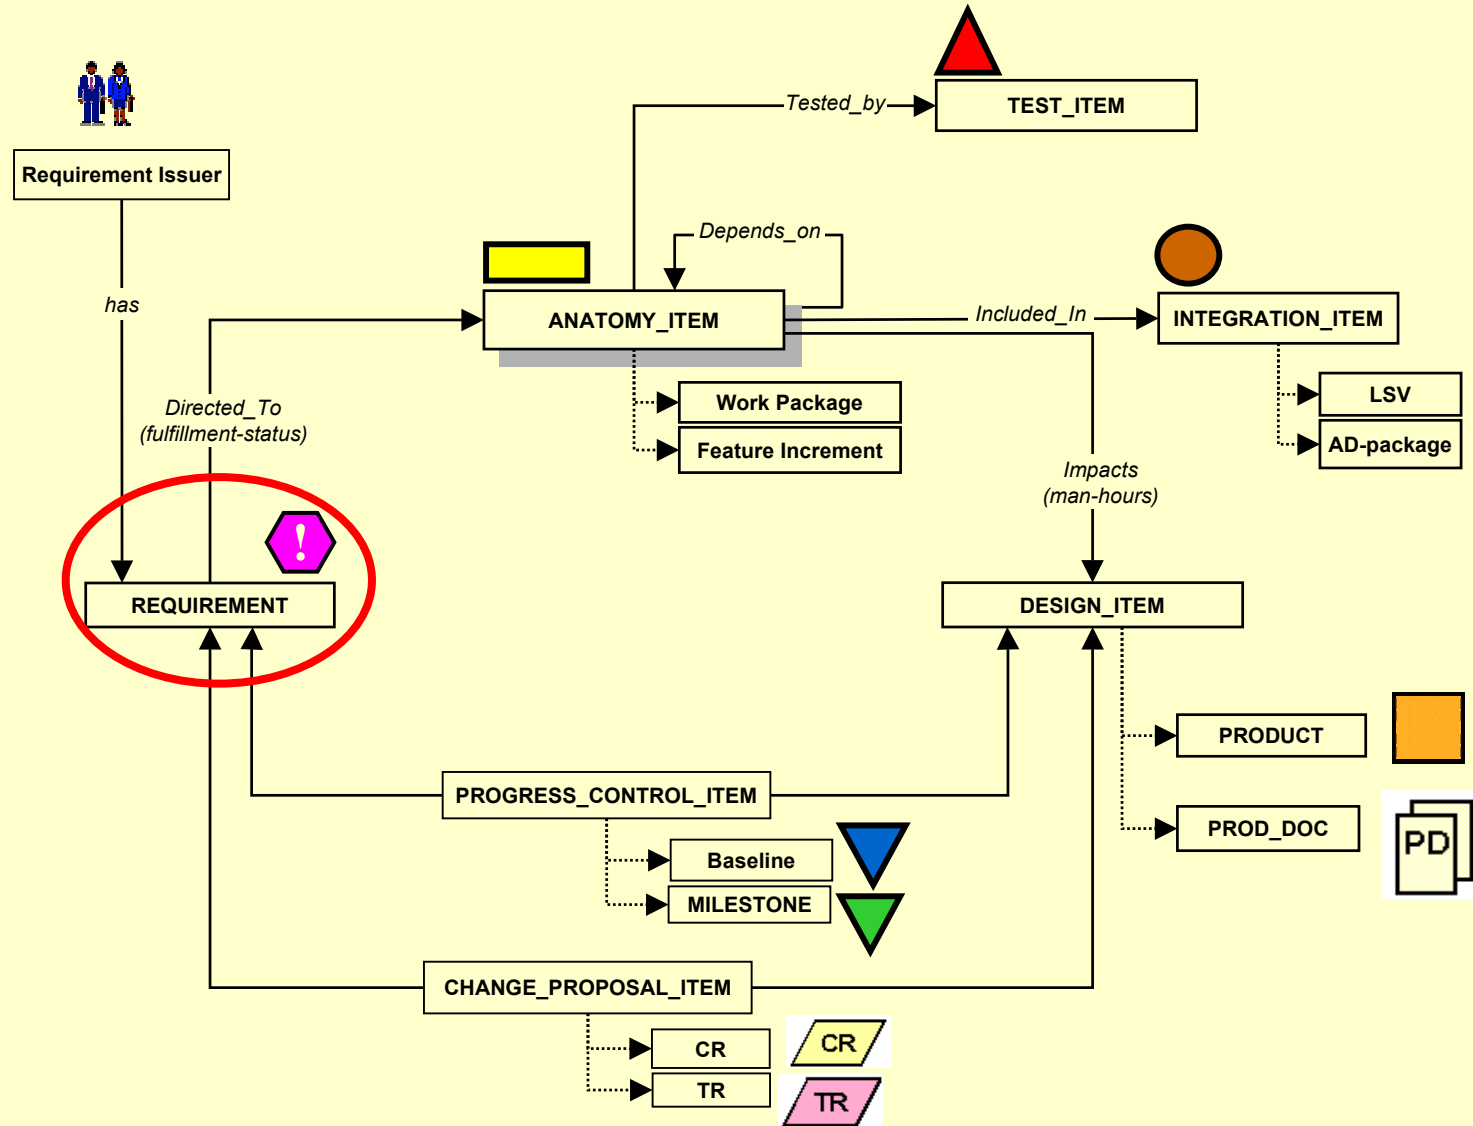 Tested_by
TEST_ITEM
Requirement Issuer
Depends_on
has
ANATOMY_ITEM
Included_In
INTEGRATION_ITEM
Directed_To
(fulfillment-status)
Work Package
Feature Increment
LSV
AD-package
Impacts
(man-hours)
!
REQUIREMENT
DESIGN_ITEM
PRODUCT
PROGRESS_CONTROL_ITEM
PROD_DOC
PD
Baseline
MILESTONE
CHANGE_PROPOSAL_ITEM
CR
CR
TR
TR